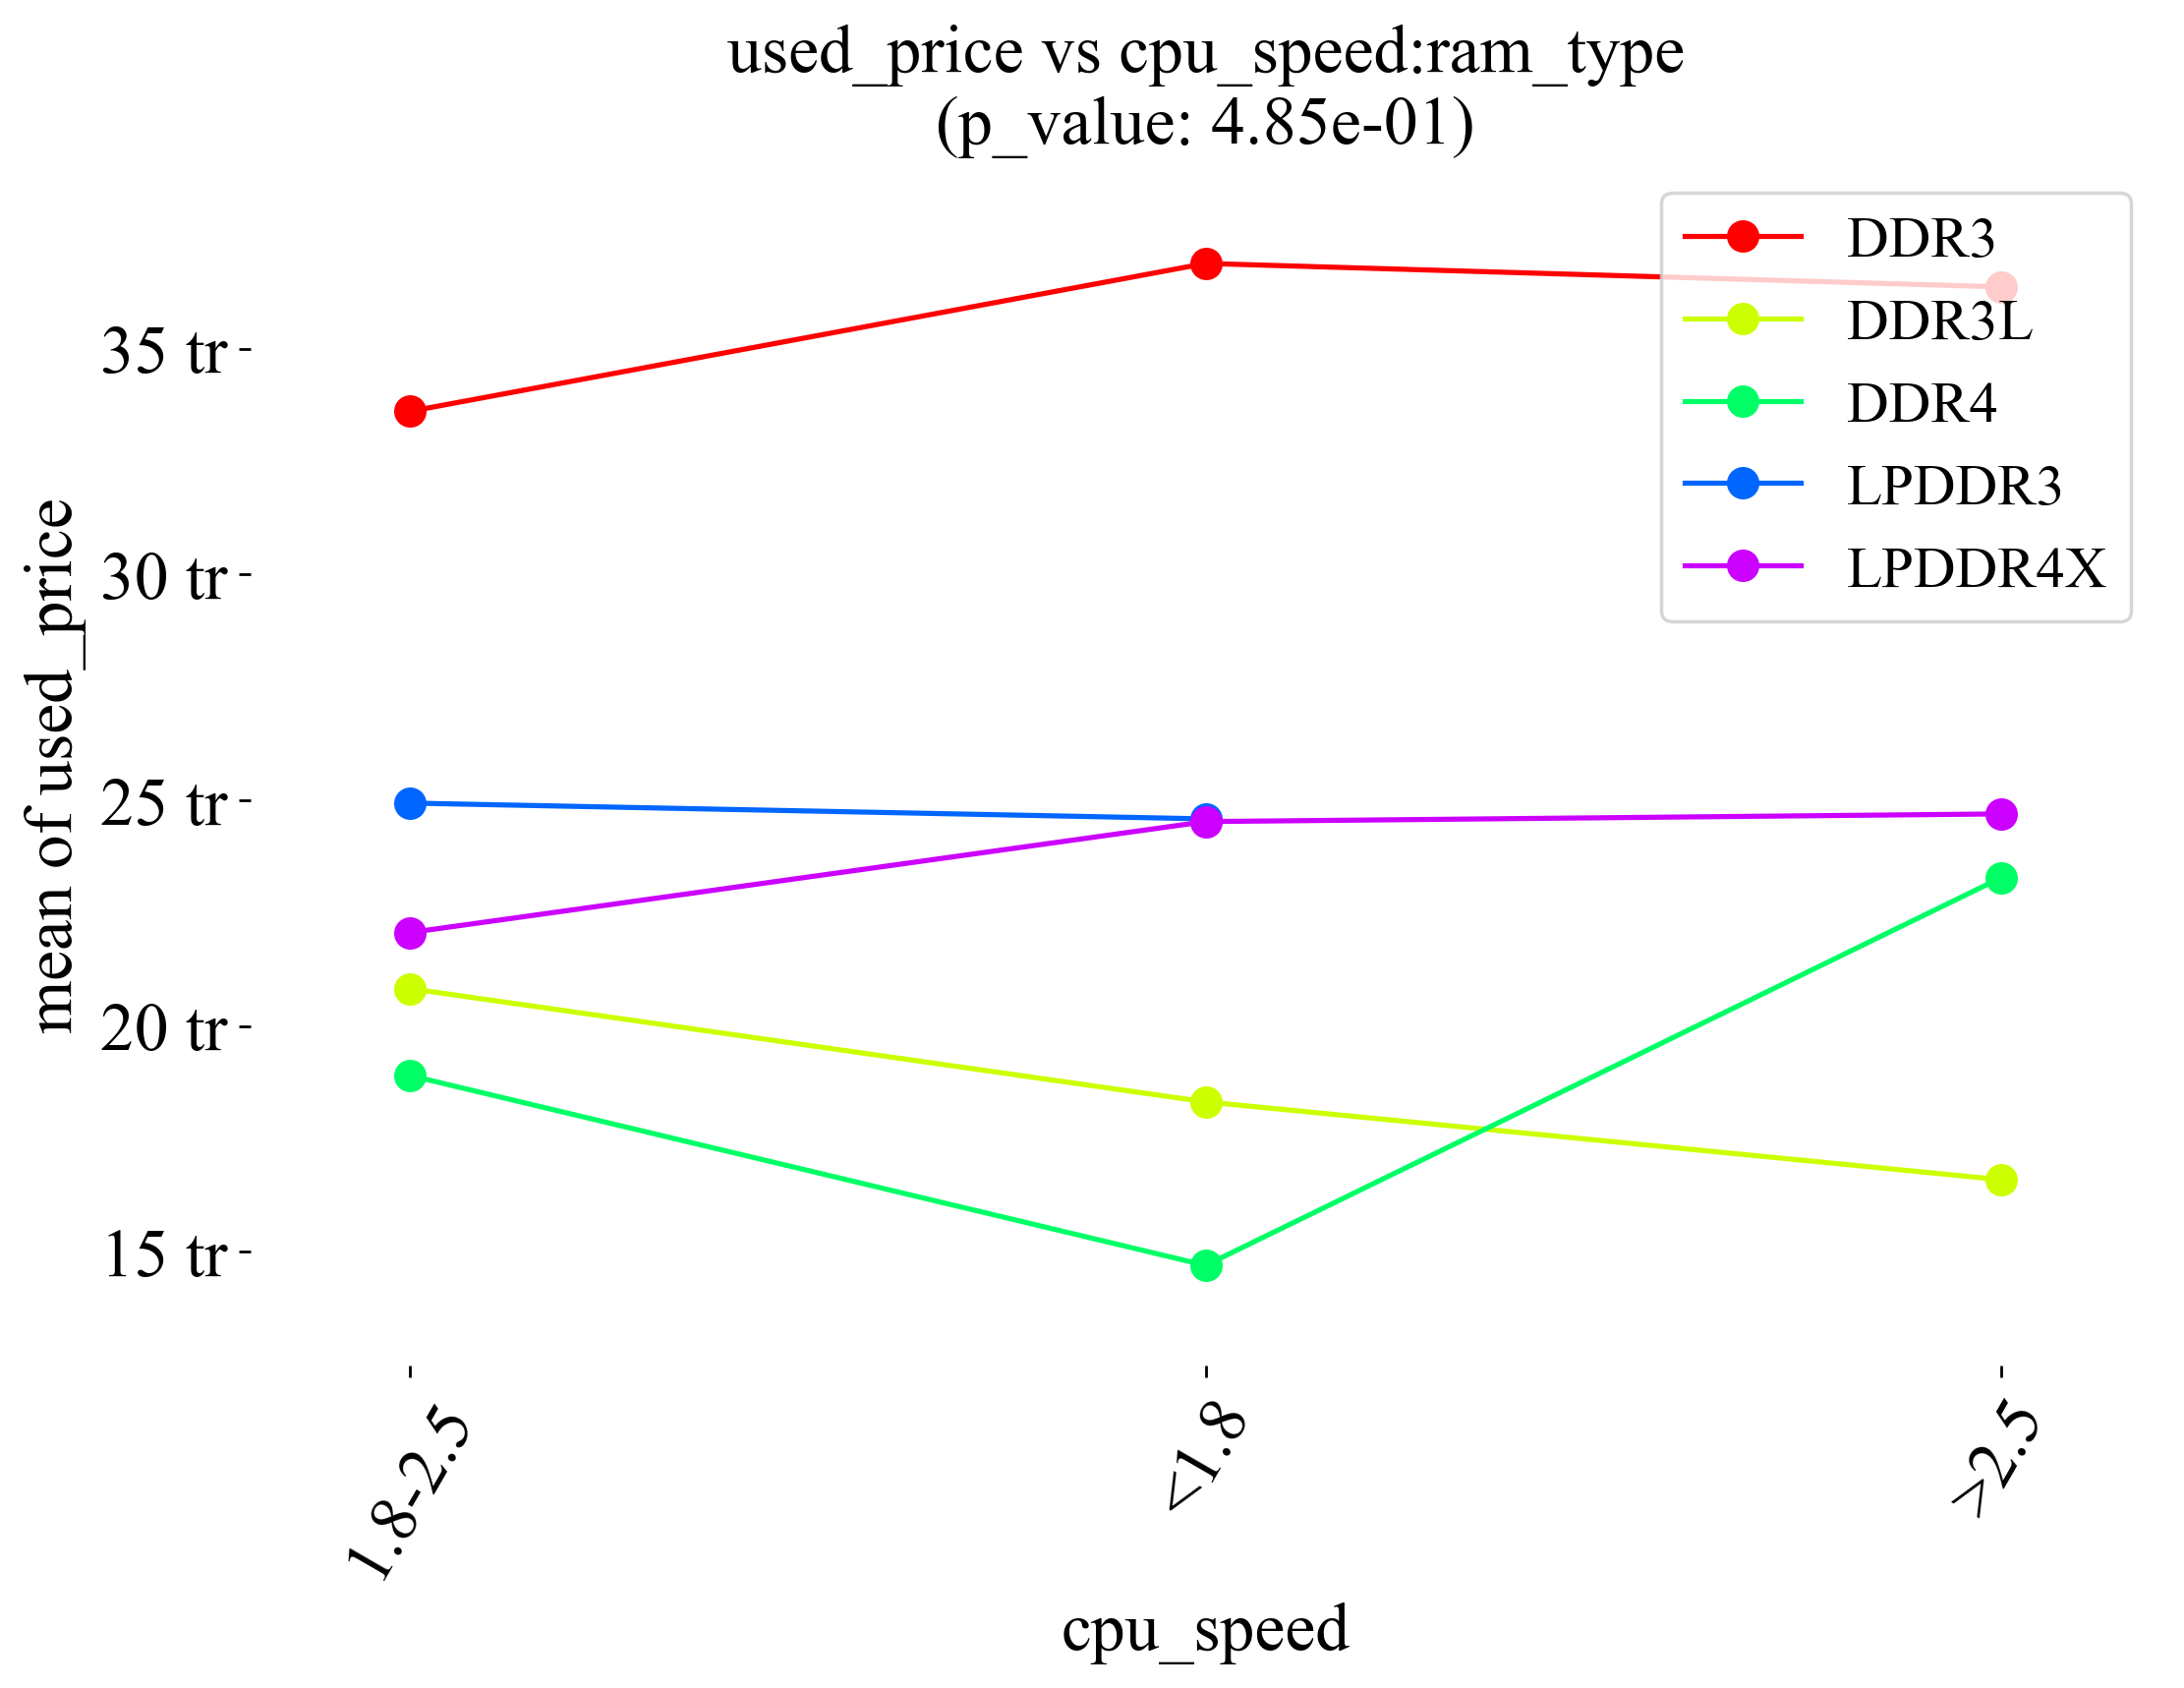 used_price vs cpu_speed:ram_type
(p_value: 4.85e-01)
DDR3
DDR3L
DDR4
LPDDR3
LPDDR4X
mean of used_price
35 tr
30 tr
25 tr
20 tr
15 tr
1.8-2.5
<1.8
>2.5
cpu_speed